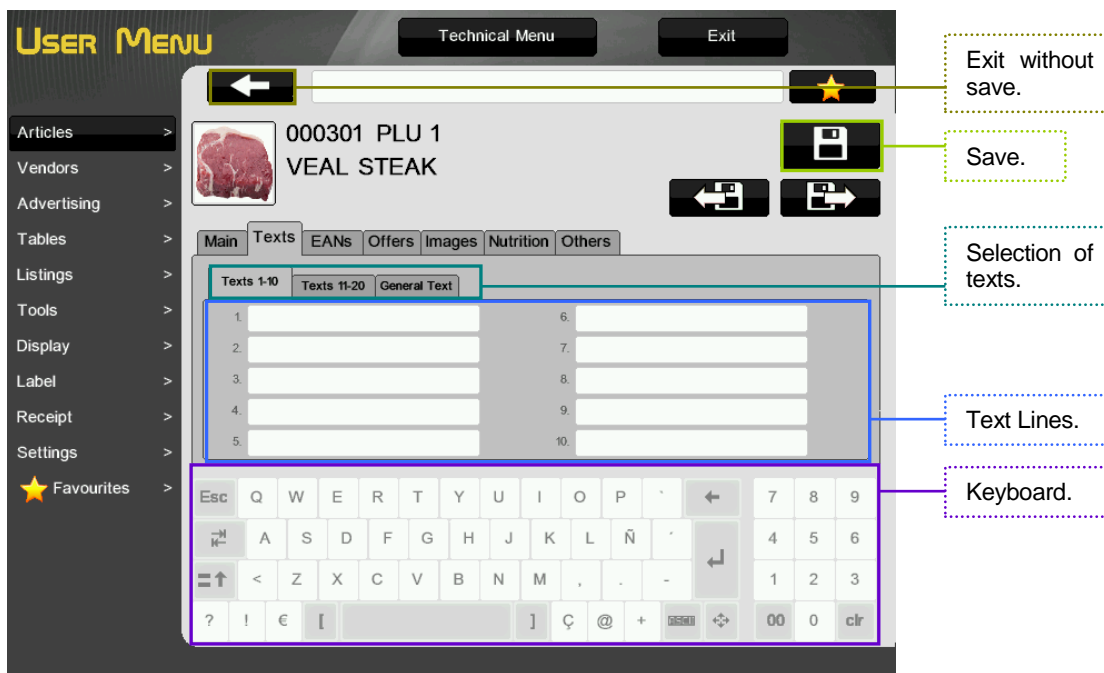 USER MENU
Technical Menu
Exit
Exit without
save.
Articles >
Vendors >
Advertising >
Tables >
Listings >
Tools >
Display >
Label >
Receipt >
Settings >
Favourites >
000301 PLU 1
VEAL STEAK
Save.
Main Texts EANs Offers Images Nutrition Others
Selection of
texts.
Texts 1-10 Texts 11-20 General Text
1. 6.
2. 7.
3. 8.
4. 9.
5. 10.
Text Lines.
Keyboard.
Esc Q W E R T Y U I O P ` 7 8 9
A S D F G H J K L Ñ ´ 4 5 6
< Z X C V B N M , . - 1 2 3
? ! € [ ] Ç @ + 00 0 clr